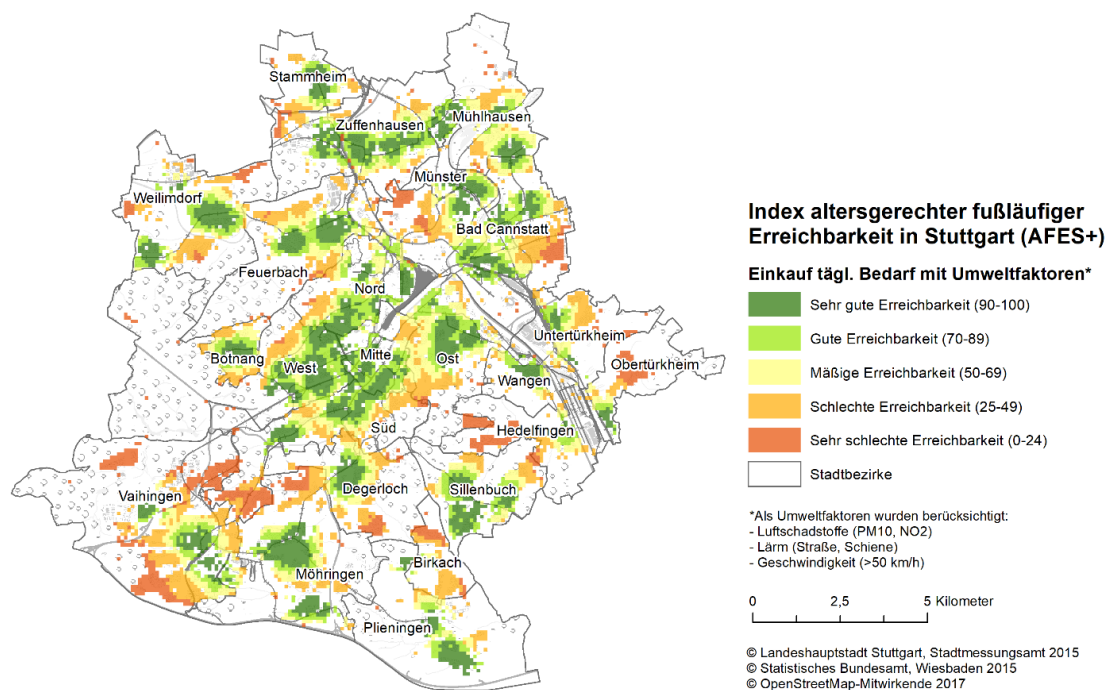 Stammheim
Zuffenhausen
Mühlhausen
Münster
Weilimdorf
Bad Cannstatt
Feuerbach
Nord
Untertürkheim
Botnang
Mitte
Ost
Obertürkheim
West
Wangen
Süd
Hedelfingen
Vaihingen
Degerloch
Sillenbuch
Birkach
Möhringen
Plieningen
Index altersgerechter fußläufiger
Erreichbarkeit in Stuttgart (AFES+)
Einkauf tägl. Bedarf mit Umweltfaktoren*
Sehr gute Erreichbarkeit (90-100)
Gute Erreichbarkeit (70-89)
Mäßige Erreichbarkeit (50-69)
Schlechte Erreichbarkeit (25-49)
Sehr schlechte Erreichbarkeit (0-24)
Stadtbezirke
*Als Umweltfaktoren wurden berücksichtigt:
- Luftschadstoffe (PM10, NO2)
- Lärm (Straße, Schiene)
- Geschwindigkeit (>50 km/h)
0 2,5 5 Kilometer
© Landeshauptstadt Stuttgart, Stadtmessungsamt 2015
© Statistisches Bundesamt, Wiesbaden 2015
© OpenStreetMap-Mitwirkende 2017